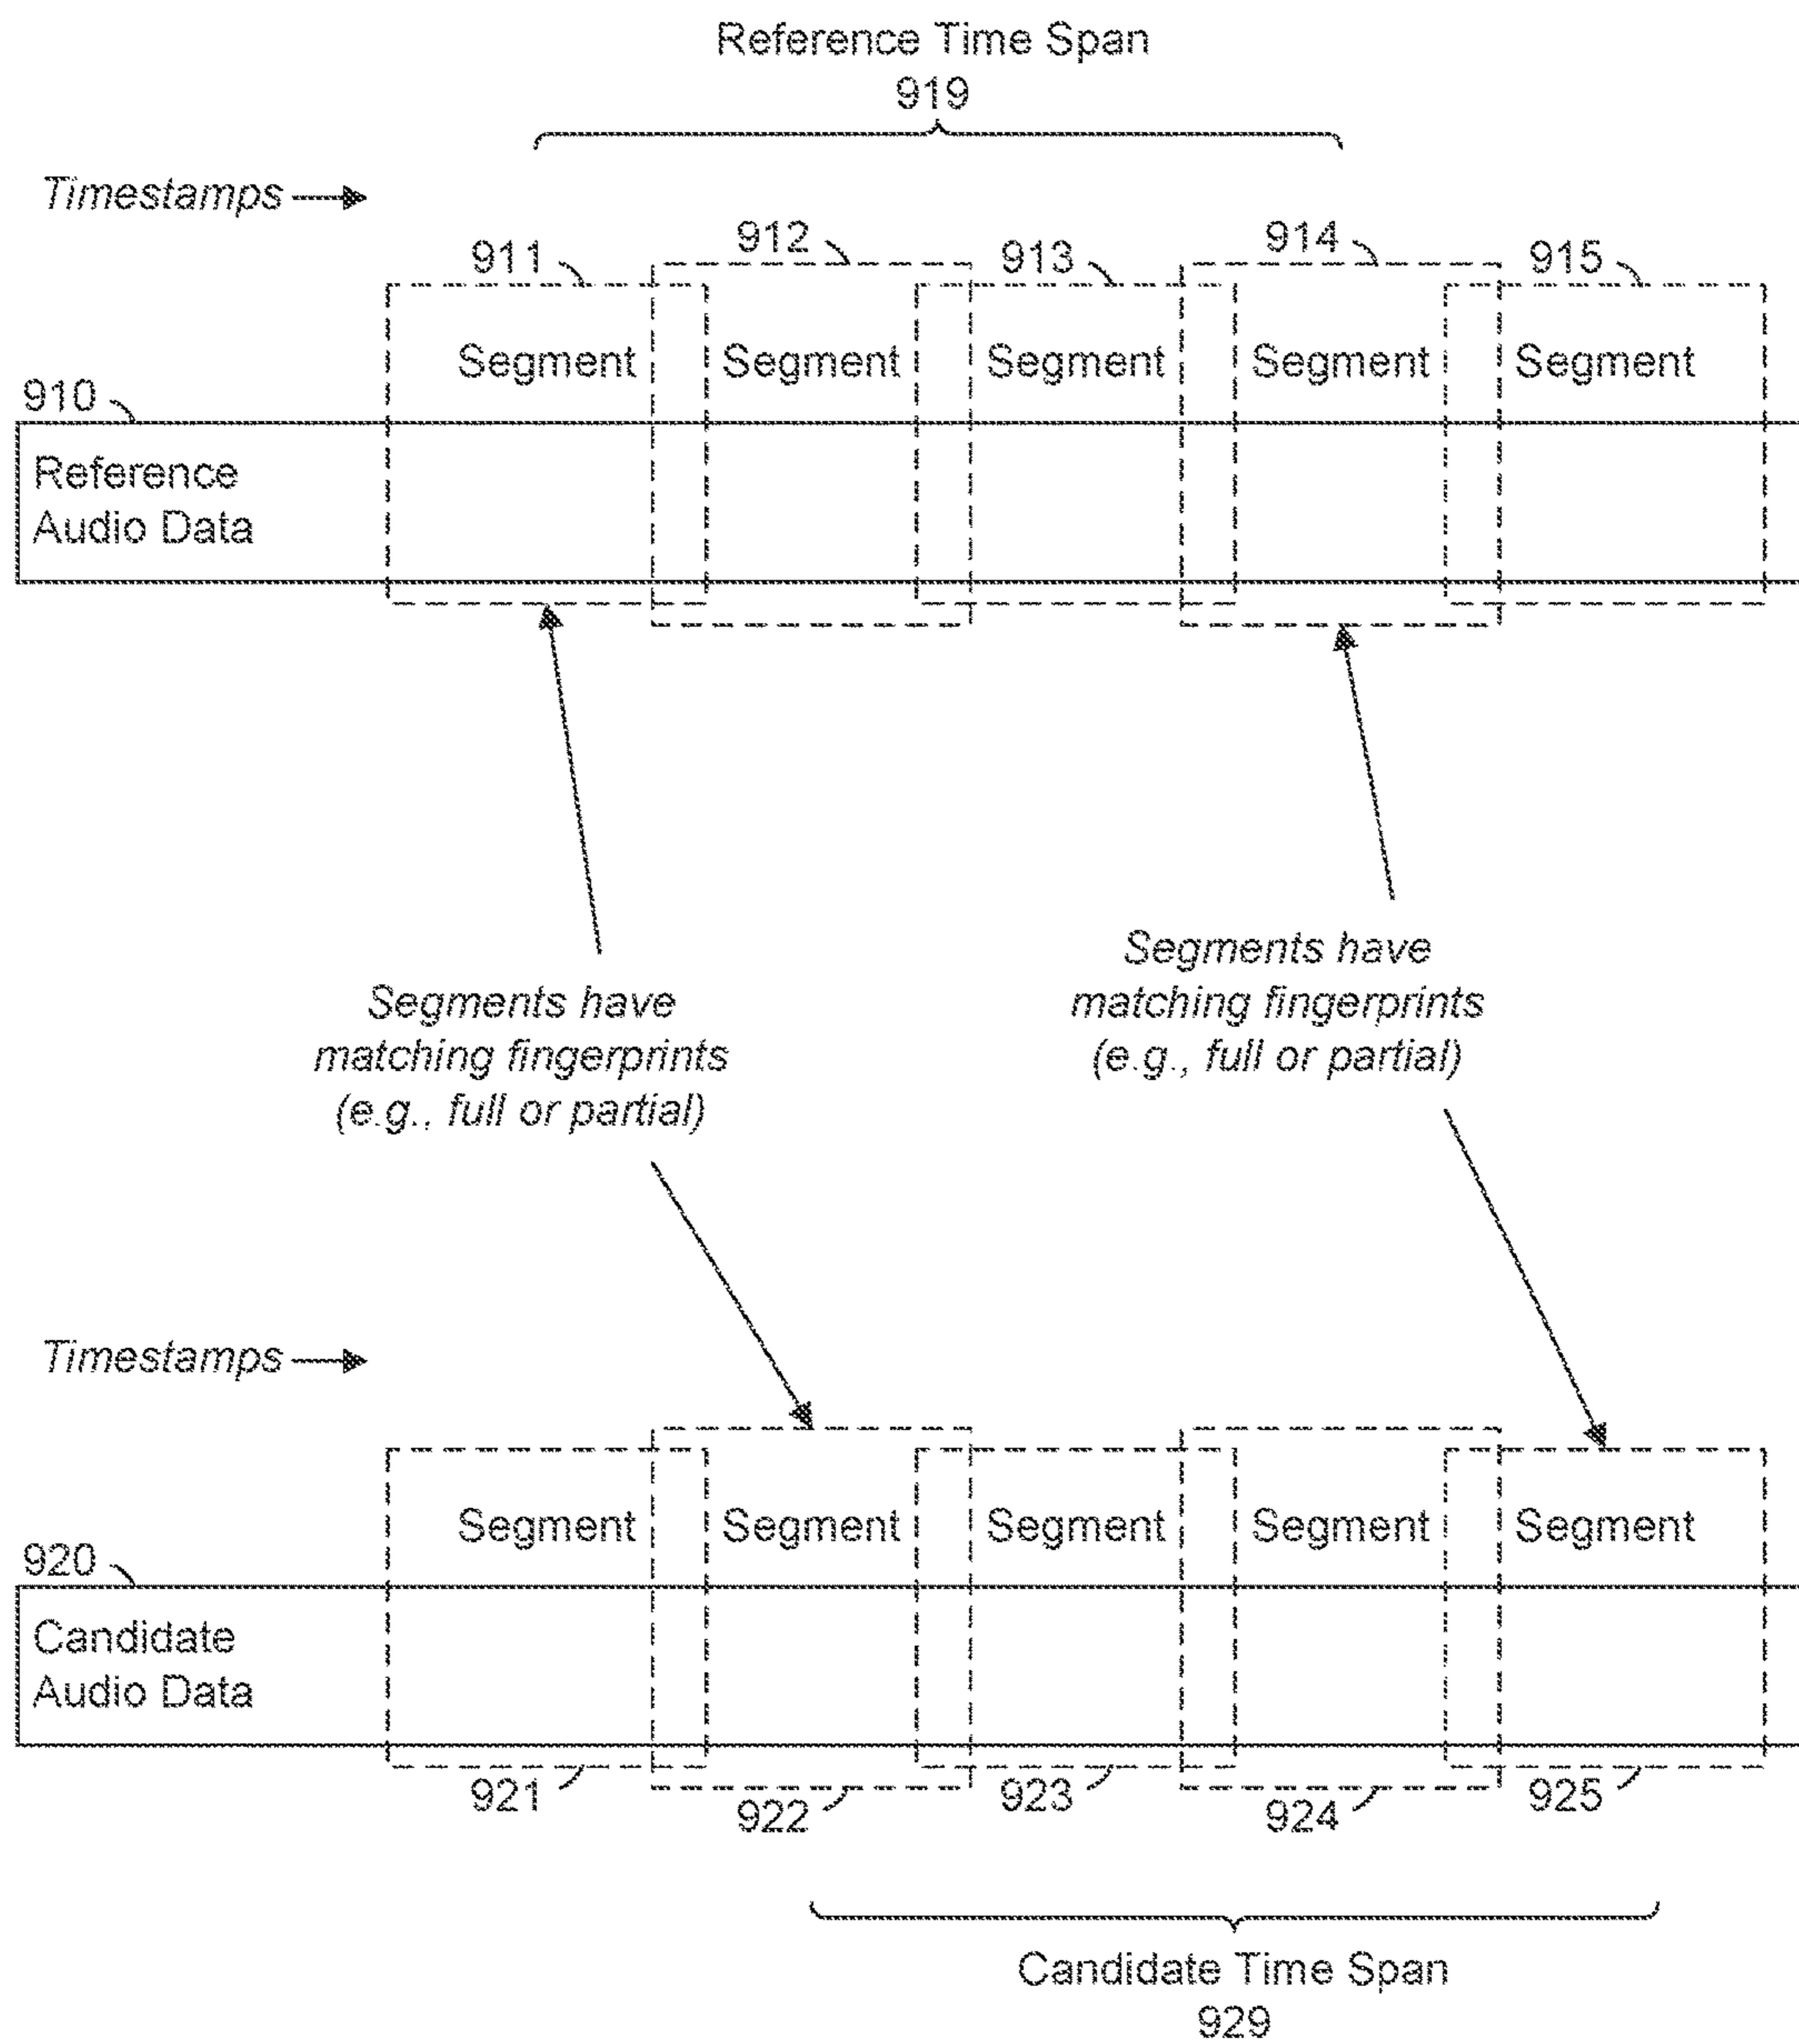 Reference Time Span
919
Timestamps
911
912
913
914
915
Segment
Segment
Segment
Segment
Segment
910
Reference
Audio Data
Segments have
matching fingerprints
(e.g., full or partial)
Segments have
matching fingerprints
(e.g., full or partial)
Timestamps
Segment
Segment
Segment
Segment
Segment
920
Candidate
Audio Data
921
922
923
924
925
Candidate Time Span
929